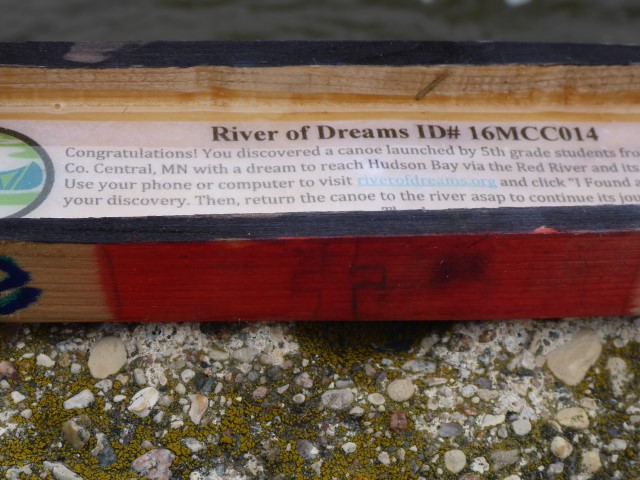 River of Dreams ID# 16MCC014
Congratulations! You discovered a canoe launched by 5th grade students fro
Co. Central, MN with a dream to reach Hudson Bay via the Red River and its
Use your phone or computer to visit riverofdreams.org and click "I Found
your discovery. Then, return the canoe to the river asap to continue its jou